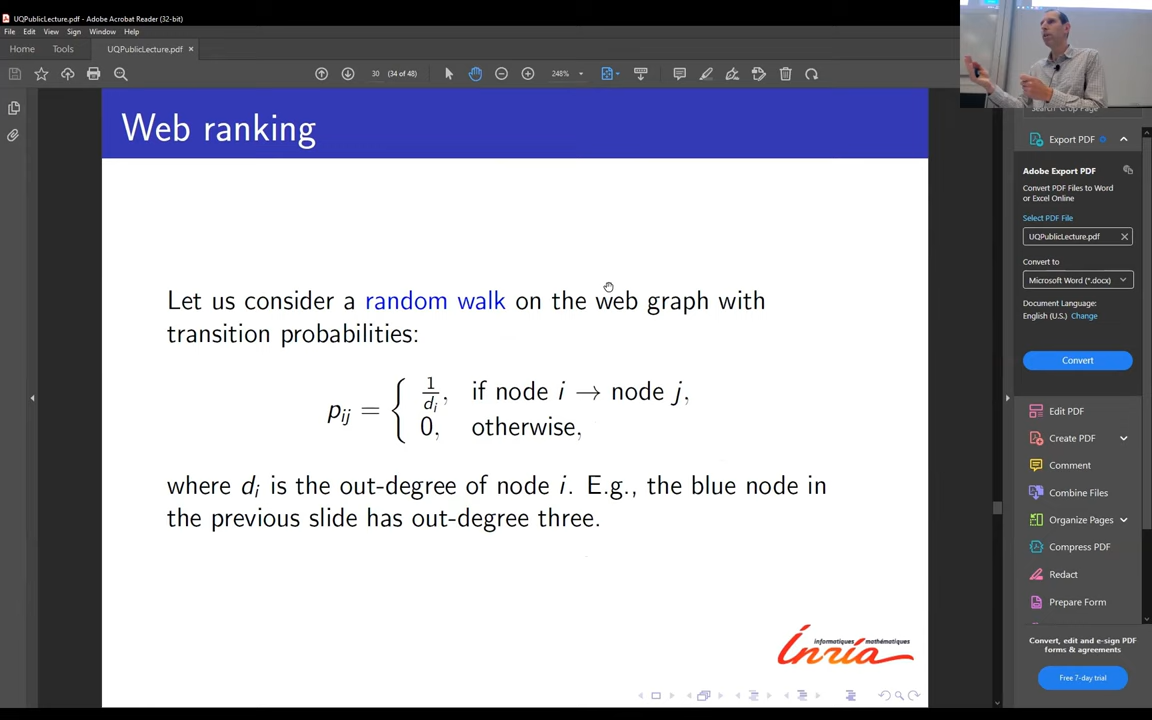 UQPublicLecture.pdf - Adobe Acrobat Reader (32-bit)
File Edit View Sign Window Help
Home Tools UQPublicLecture.pdf ×
30 (34 of 48) 248%
Web ranking
Let us consider a random walk on the web graph with
transition probabilities:
p_ij = { 1/d_i, if node i → node j,
0, otherwise,
where d_i is the out-degree of node i. E.g., the blue node in
the previous slide has out-degree three.
informatiques mathématiques
Inria
Export PDF
Adobe Export PDF
Convert PDF Files to Word
or Excel Online
Select PDF File
UQPublicLecture.pdf
Convert to
Microsoft Word (*.docx)
Document Language:
English (U.S.) Change
Convert
Edit PDF
Create PDF
Comment
Combine Files
Organize Pages
Compress PDF
Redact
Prepare Form
Convert, edit and e-sign PDF
forms & agreements
Free 7-day trial